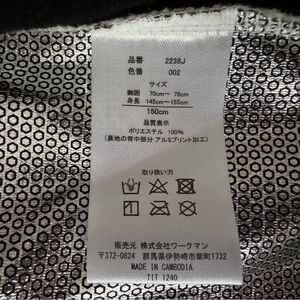 品番 2238J
色番 002
サイズ
胸囲 70cm～ 78cm
身長 145cm～155cm
150cm
品質表示
ポリエステル 100%
(裏地の背中部分 アルミプリント加工)
取り扱い方
販売元 株式会社ワークマン
〒372-0824 群馬県伊勢崎市柴町1732
MADE IN CAMBODIA
TIT 1240